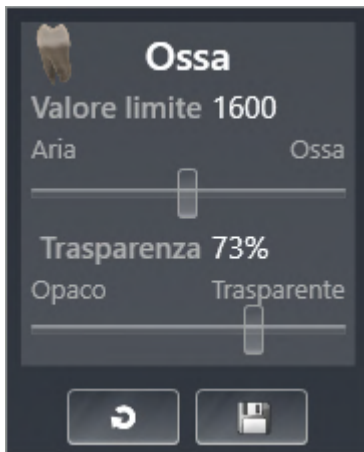 Ossa
Valore limite 1600
Aria Ossa
Trasparenza 73%
Opaco Trasparente